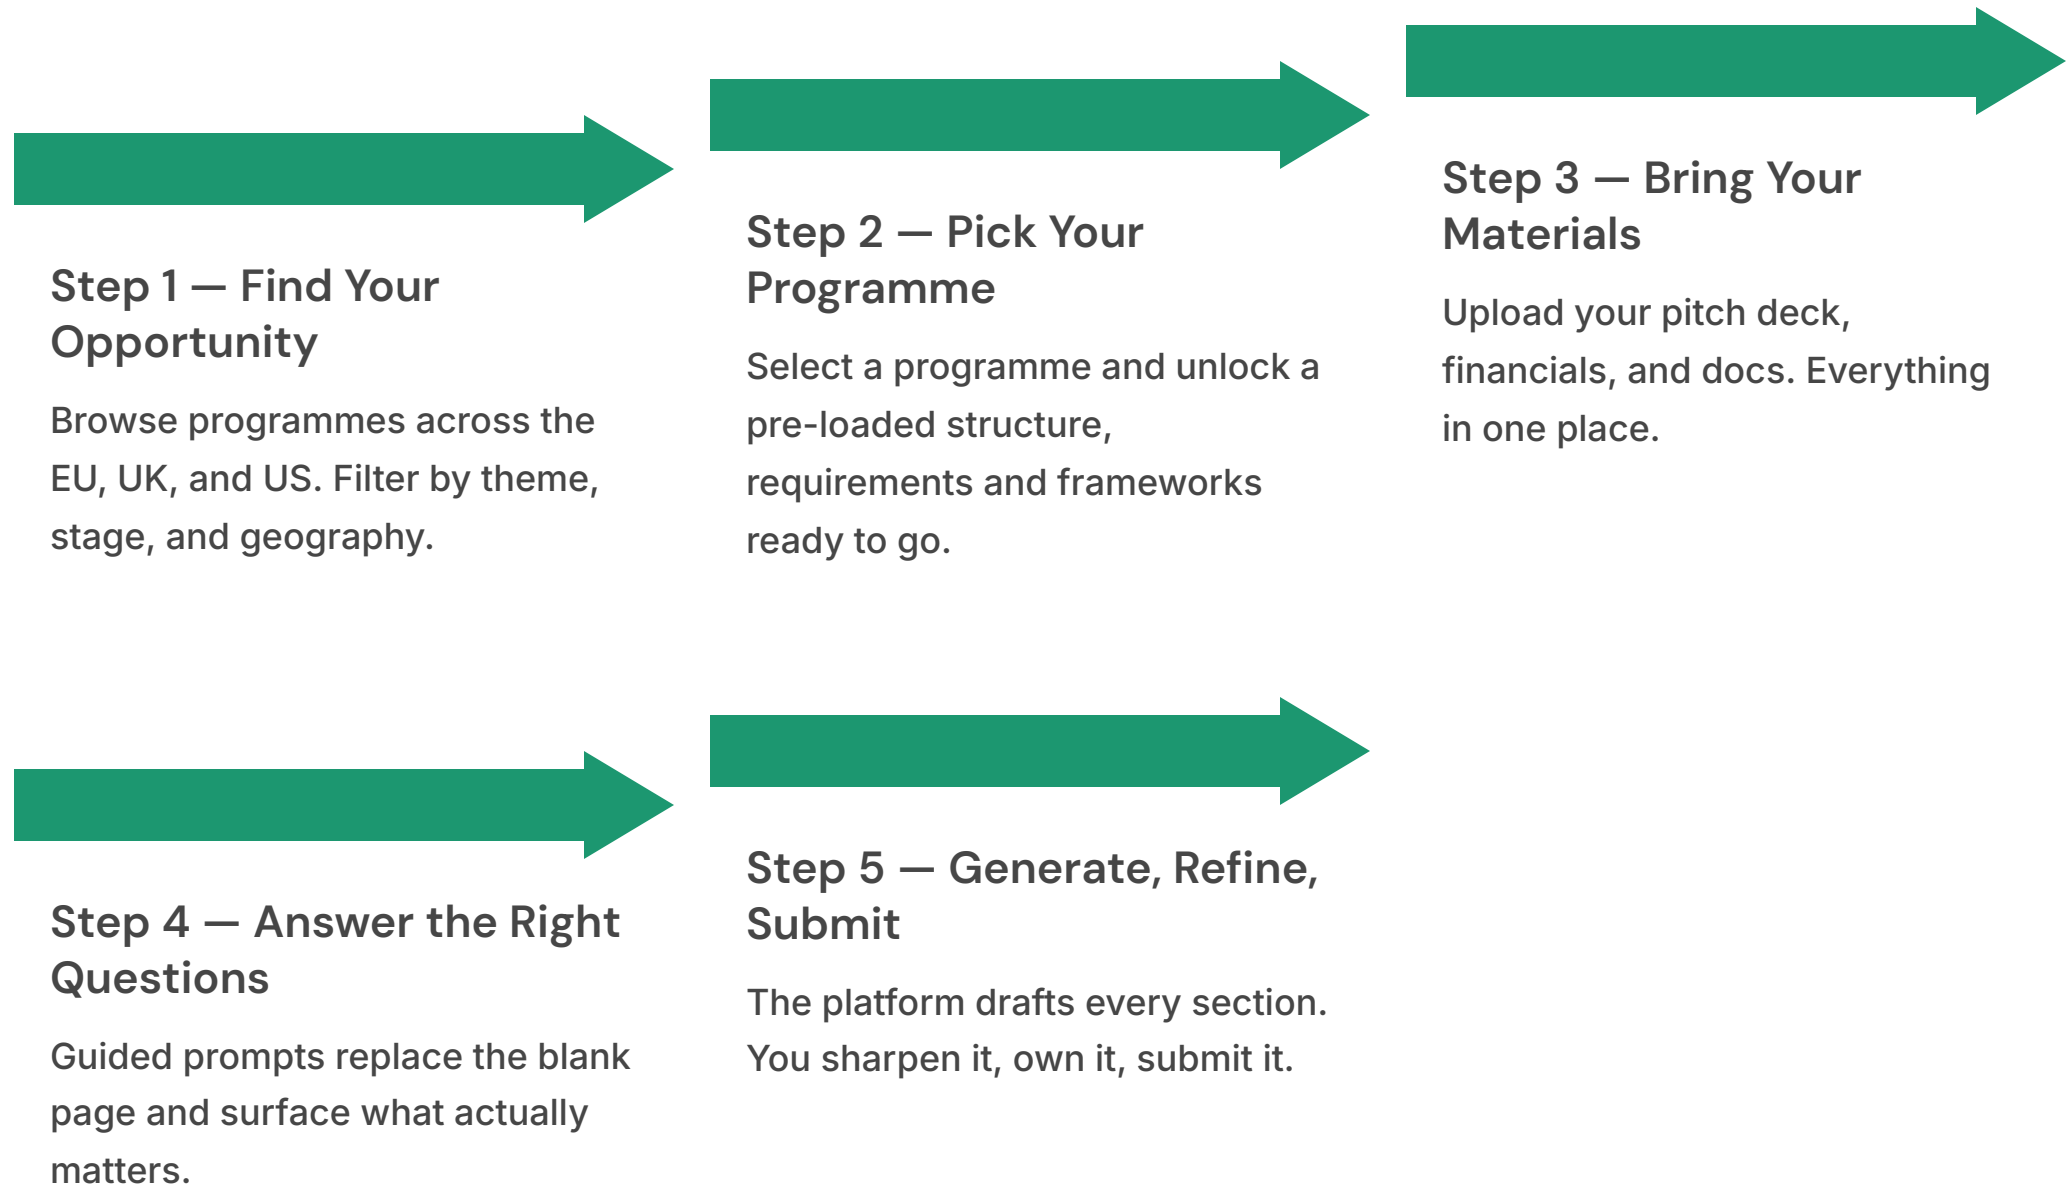 Step 1 — Find Your
Opportunity
Browse programmes across the
EU, UK, and US. Filter by theme,
stage, and geography.
Step 2 — Pick Your
Programme
Select a programme and unlock a
pre-loaded structure,
requirements and frameworks
ready to go.
Step 3 — Bring Your
Materials
Upload your pitch deck,
financials, and docs. Everything
in one place.
Step 4 — Answer the Right
Questions
Guided prompts replace the blank
page and surface what actually
matters.
Step 5 — Generate, Refine,
Submit
The platform drafts every section.
You sharpen it, own it, submit it.